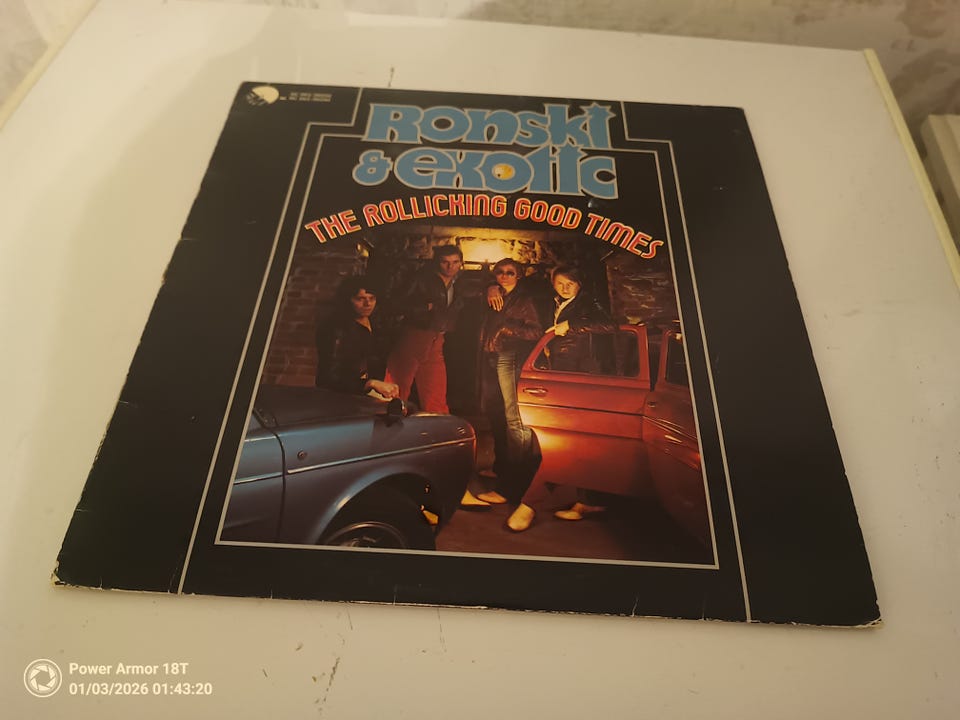 Ronski
& exotic
THE ROLLICKING GOOD TIMES
Power Armor 18T
01/03/2026 01:43:20